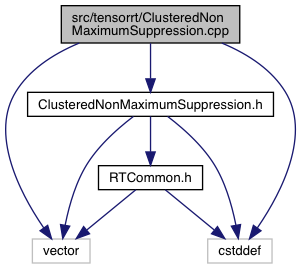 src/tensorrt/ClusteredNon
MaximumSuppression.cpp
ClusteredNonMaximumSuppression.h
RTCommon.h
vector
cstddef